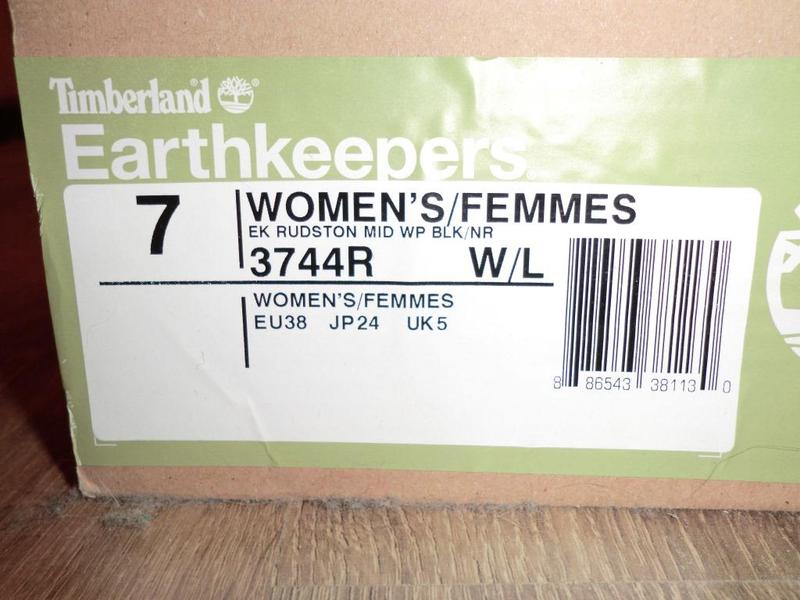 Timberland
Earthkeepers
7
WOMEN'S/FEMMES
EK RUDSTON MID WP BLK/NR
3744R W/L
WOMEN'S/FEMMES
EU38 JP24 UK5
8 86543 38113 0